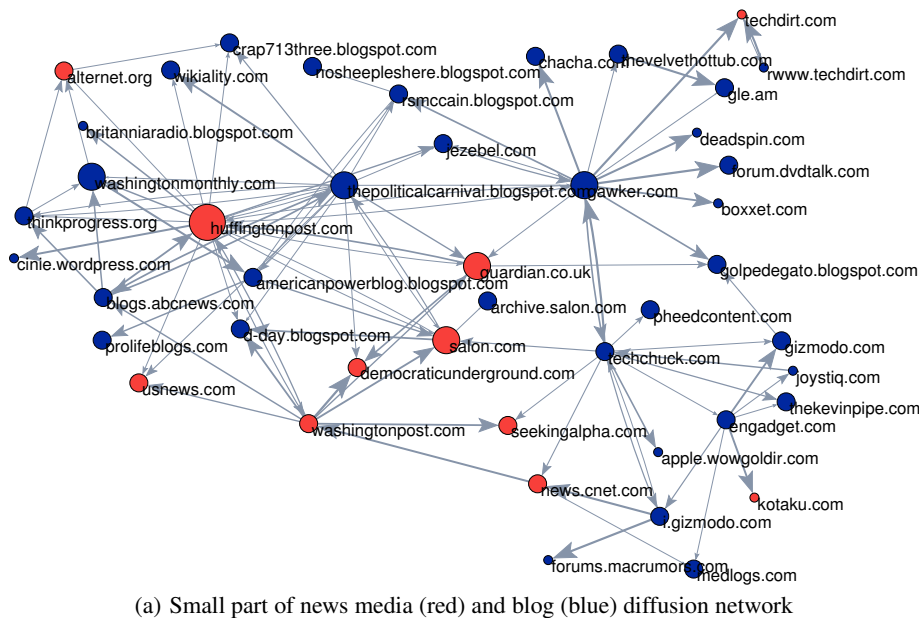 techdirt.com
crap713three.blogspot.com
alternet.org
wikiality.com
nosheepleshere.blogspot.com
chacha.com
thevelvethottub.com
rwww.techdirt.com
gle.am
rsmccain.blogspot.com
britanniaradio.blogspot.com
deadspin.com
jezebel.com
forum.dvdtalk.com
washingtonmonthly.com
thepoliticalcarnival.blogspot.com
gawker.com
boxxet.com
thinkprogress.org
huffingtonpost.com
cinie.wordpress.com
guardian.co.uk
golpedegato.blogspot.com
americanpowerblog.blogspot.com
blogs.abcnews.com
archive.salon.com
pheedcontent.com
d-day.blogspot.com
prolifeblogs.com
salon.com
gizmodo.com
techchuck.com
democraticunderground.com
joystiq.com
usnews.com
thekevinpipe.com
washingtonpost.com
seekingalpha.com
engadget.com
apple.wowgoldir.com
news.cnet.com
kotaku.com
i.gizmodo.com
forums.macrumors.com
medlogs.com
(a) Small part of news media (red) and blog (blue) diffusion network